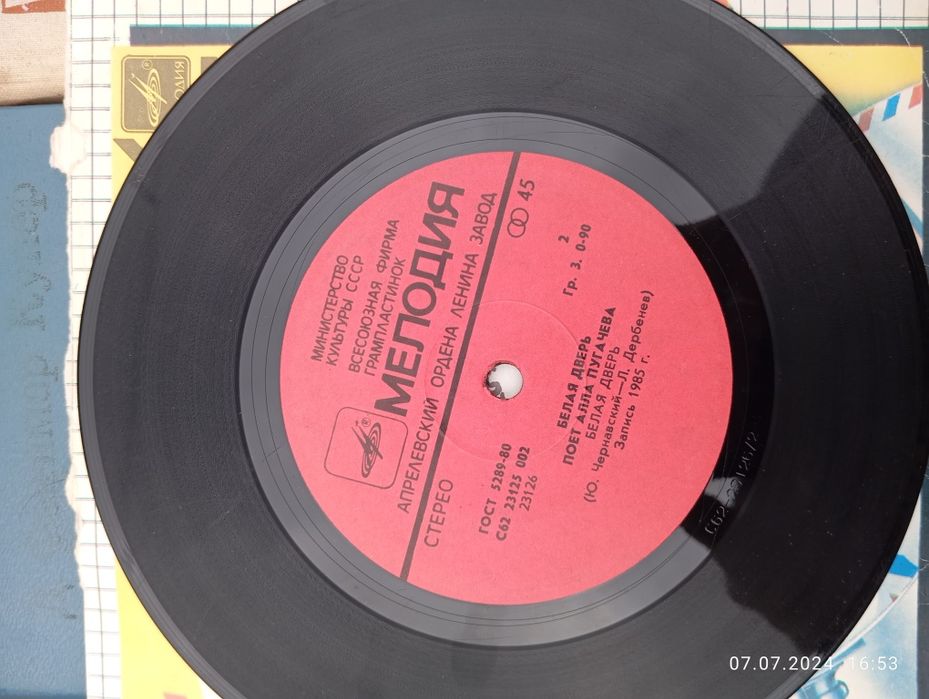 МИНИСТЕРСТВО
КУЛЬТУРЫ СССР
ВСЕСОЮЗНАЯ ФИРМА
ГРАМПЛАСТИНОК
МЕЛОДИЯ
АПРЕЛЕВСКИЙ ОРДЕНА ЛЕНИНА ЗАВОД
СТЕРЕО
45
ГОСТ 5289-80
С62 23125 002
23126
2
Гр. 3. 0-90
БЕЛАЯ ДВЕРЬ
ПОЕТ АЛЛА ПУГАЧЕВА
БЕЛАЯ ДВЕРЬ
(Ю. Чернавский—Л. Дербенев)
Запись 1985 г.
07.07.2024 16:53